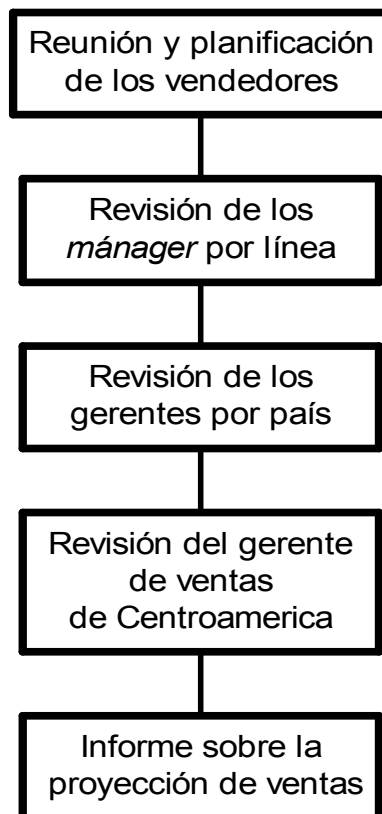 Reunión y planificación
de los vendedores
Revisión de los
mánager por línea
Revisión de los
gerentes por país
Revisión del gerente
de ventas
de Centroamerica
Informe sobre la
proyección de ventas